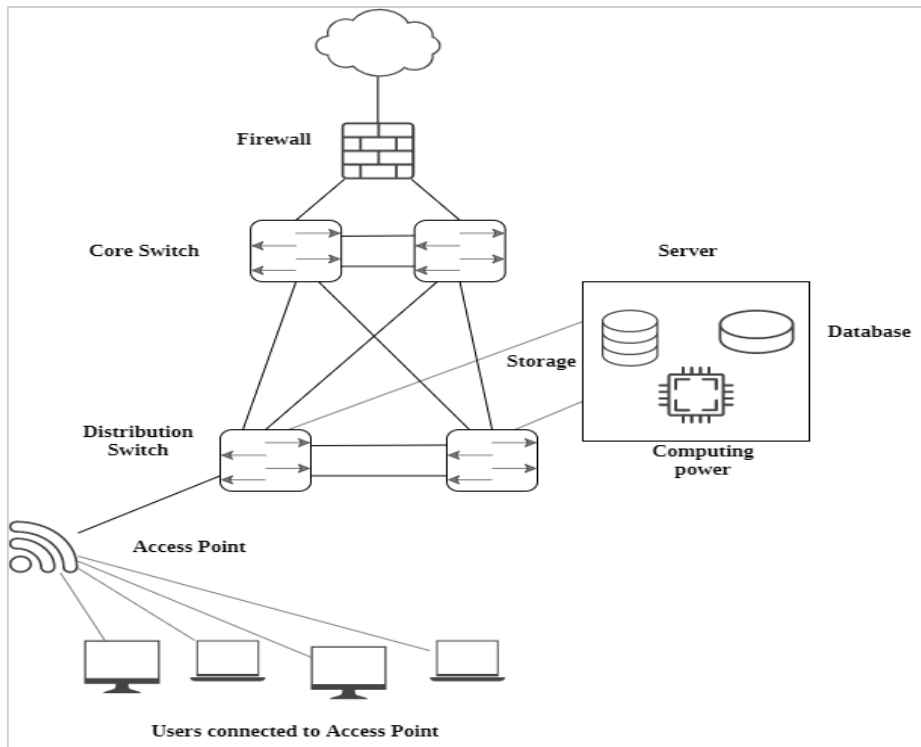 Firewall
Core Switch
Server
Database
Storage
Distribution
Switch
Computing
power
Access Point
Users connected to Access Point